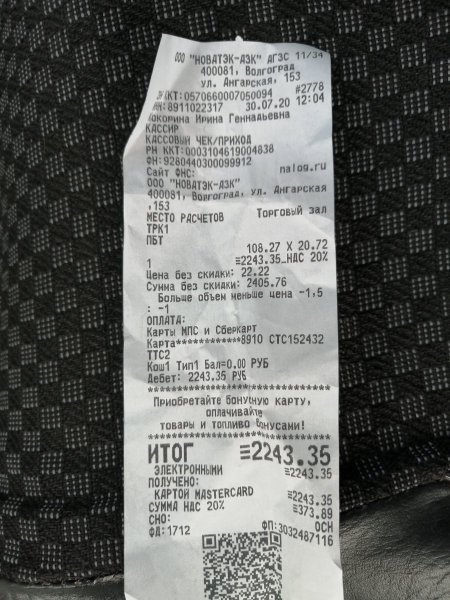 ООО "НОВАТЭК-АЗК" АГЗС 11/34
400081, Волгоград
ул. Ангарская, 153
ЗУ ККТ:0570660007050094 #2778
ИНН:8911022317 30.07.20 12:04
Кокорина Ирина Геннадьевна
КАССИР
КАССОВЫЙ ЧЕК/ПРИХОД
РН ККТ:0003104619004838
ФН:9280440300099912
Сайт ФНС: nalog.ru
ООО "НОВАТЭК-АЗК"
400081, Волгоград, ул. Ангарская
,153
МЕСТО РАСЧЕТОВ Торговый зал
ТРК1
ПБТ
108.27 X 20.72
1 ≡2243.35_НДС 20%
Цена без скидки: 22.22
Сумма без скидки: 2405.76
Больше объем меньше цена -1,5
: -1
ОПЛАТА:
Карты МПС и Сберкарт
Карта************8910 СТС152432
ТТС2
Кош1 Тип1 Бал=0.00 РУБ
Дебет: 2243.35 РУБ
********************************
Приобретайте бонусную карту,
оплачивайте
товары и топливо бонусами!
********************************
ИТОГ ≡2243.35
ЭЛЕКТРОННЫМИ ≡2243.35
ПОЛУЧЕНО:
КАРТОЙ MASTERCARD ≡2243.35
СУММА НДС 20% ≡373.89
СНО: ОСН
ФД:1712 ФП:3032487116